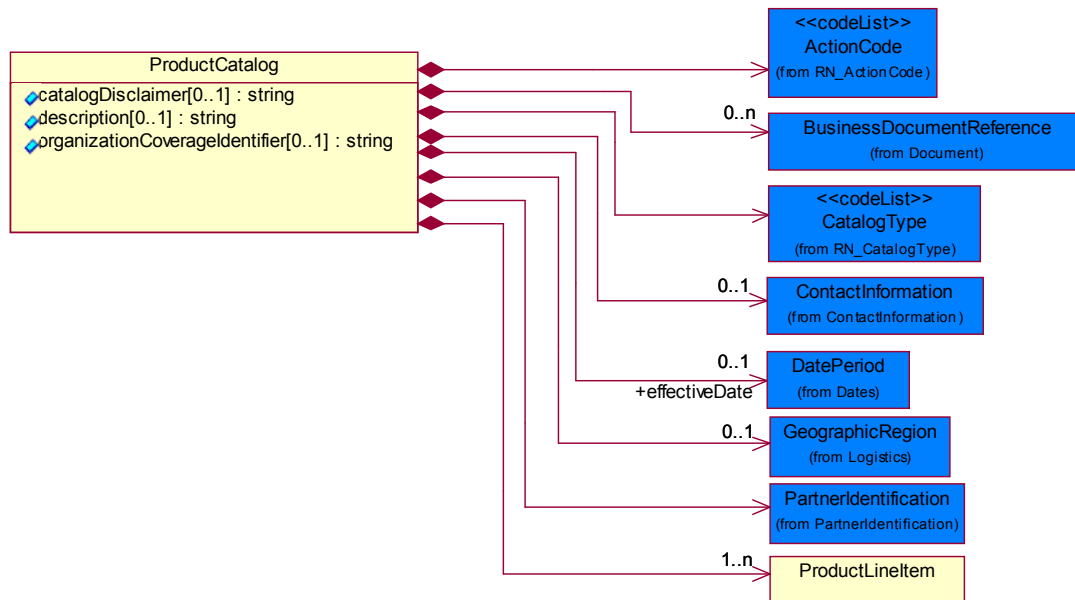 ProductCatalog
catalogDisclaimer[0..1] : string
description[0..1] : string
prganizationCoverageIdentifier[0..1] : string
<<codeList>>
ActionCode
(from RN_ActionCode)
0..n
BusinessDocumentReference
(from Document)
<<codeList>>
CatalogType
(from RN_CatalogType)
0..1
ContactInformation
(from ContactInformation)
0..1
+effectiveDate
DatePeriod
(from Dates)
0..1
GeographicRegion
(from Logistics)
PartnerIdentification
(from PartnerIdentification)
1..n
ProductLineItem